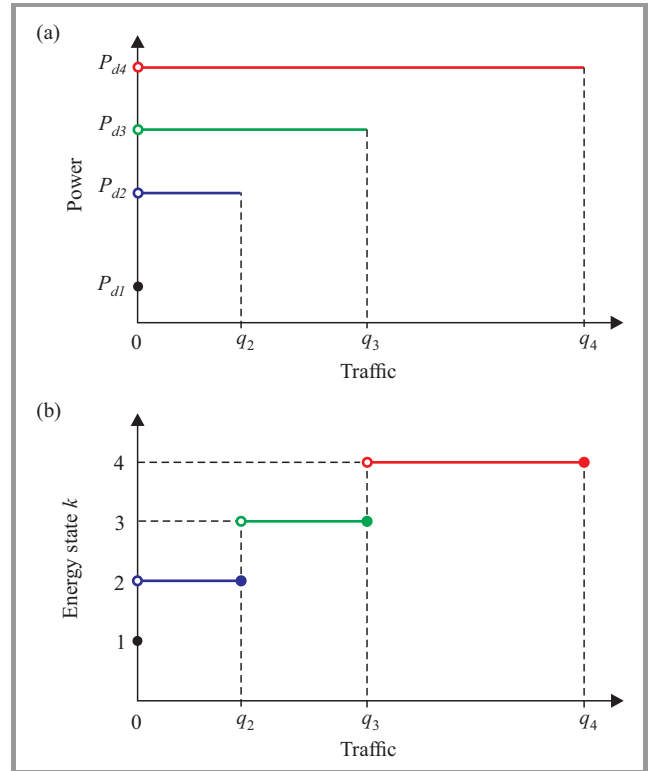 (a)
P_d4
P_d3
P_d2
P_d1
Power
0
q_2
q_3
q_4
Traffic
(b)
4
3
2
1
Energy state k
0
q_2
q_3
q_4
Traffic